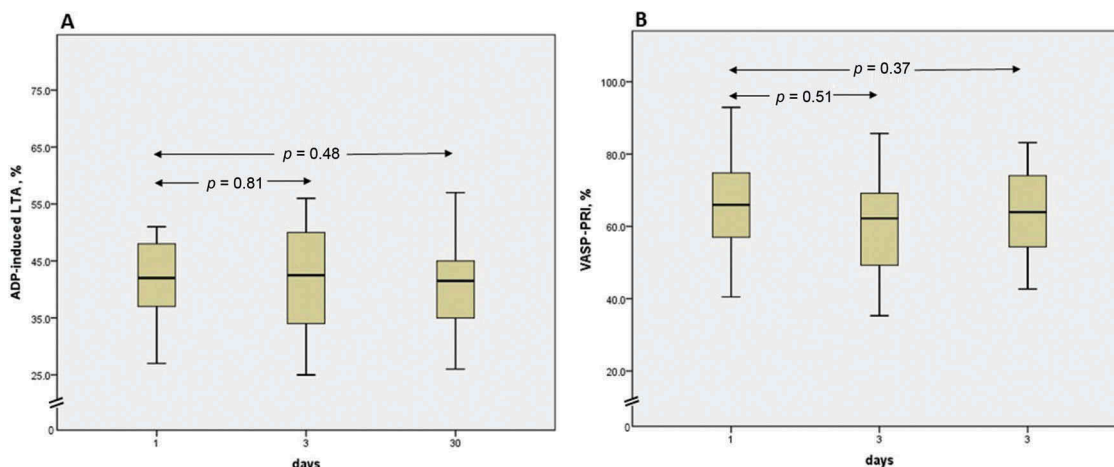 A
ADP-induced LTA , %
75.0
65.0
55.0
45.0
35.0
25.0
0
p = 0.48
p = 0.81
1 3 30
days
B
VASP-PRI, %
100.0
80.0
60.0
40.0
20.0
0
p = 0.37
p = 0.51
1 3 3
days